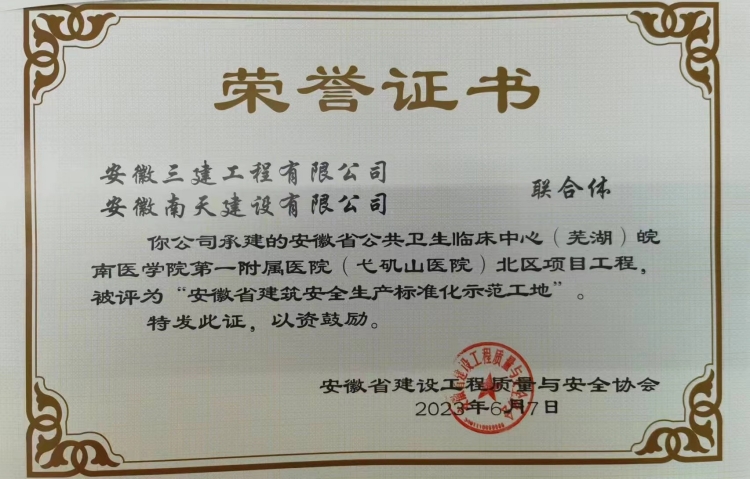 荣誉证书
安徽三建工程有限公司
安徽南天建设有限公司
联合体
你公司承建的安徽省公共卫生临床中心（芜湖）皖
南医学院第一附属医院（弋矶山医院）北区项目工程，
被评为“安徽省建筑安全生产标准化示范工地”。
特发此证，以资鼓励。
安徽省建设工程质量与安全协会
2023年6月7日